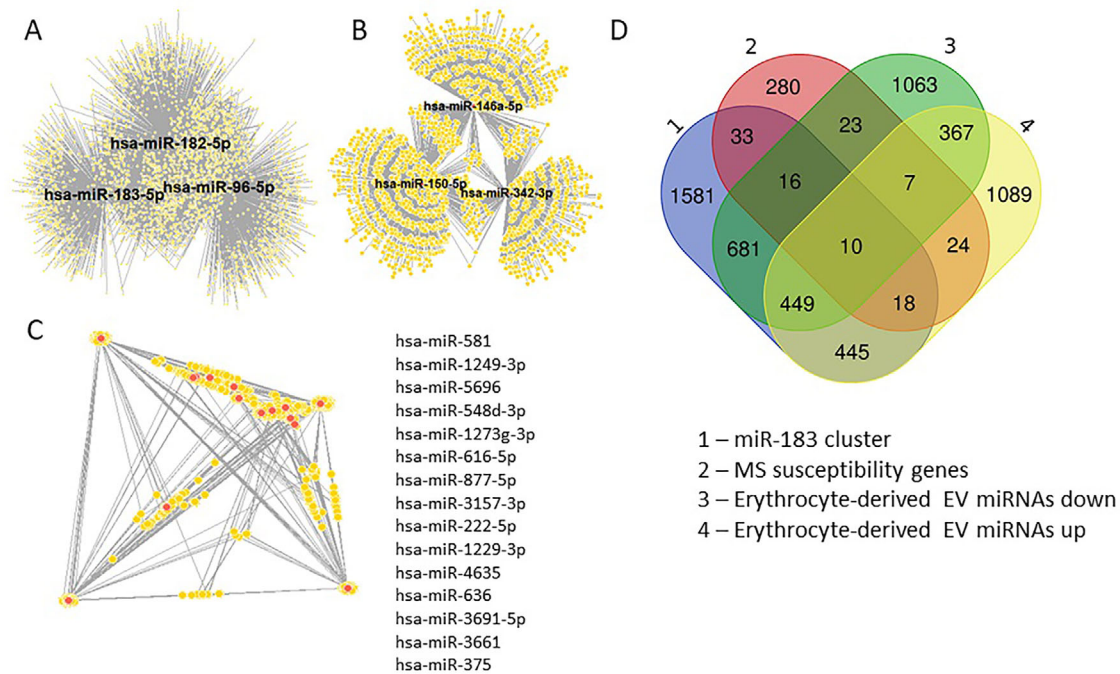 A
hsa-miR-182-5p
hsa-miR-183-5p
hsa-miR-96-5p
B
hsa-miR-146a-5p
hsa-miR-150-5p
hsa-miR-342-3p
C
hsa-miR-581
hsa-miR-1249-3p
hsa-miR-5696
hsa-miR-548d-3p
hsa-miR-1273g-3p
hsa-miR-616-5p
hsa-miR-877-5p
hsa-miR-3157-3p
hsa-miR-222-5p
hsa-miR-1229-3p
hsa-miR-4635
hsa-miR-636
hsa-miR-3691-5p
hsa-miR-3661
hsa-miR-375
D
2
3
1
4
280
1063
33
23
367
1581
16
7
1089
681
10
24
449
18
445
1 – miR-183 cluster
2 – MS susceptibility genes
3 – Erythrocyte-derived EV miRNAs down
4 – Erythrocyte-derived EV miRNAs up